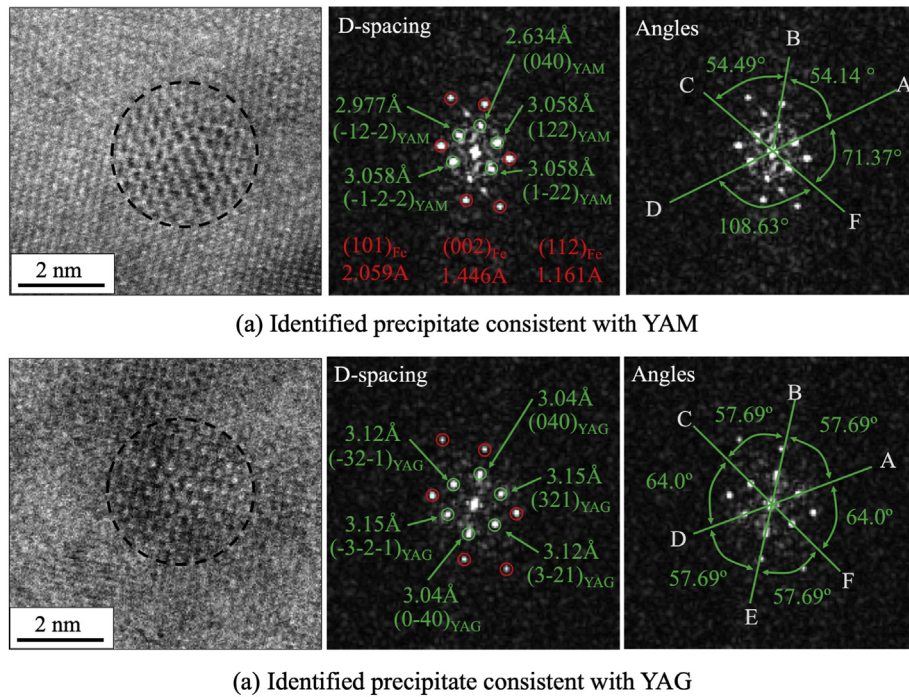 D-spacing
Angles
2.634Å
(040)YAM
2.977Å
(-12-2)YAM
3.058Å
(122)YAM
3.058Å
(-1-2-2)YAM
3.058Å
(1-22)YAM
(101)Fe (002)Fe (112)Fe
2.059A 1.446A 1.161A
2 nm
B
54.49° 54.14 °
C A
71.37°
D F
108.63°
(a) Identified precipitate consistent with YAM
D-spacing
Angles
3.04Å
(040)YAG
3.12Å
(-32-1)YAG
3.15Å
(321)YAG
3.15Å
(-3-2-1)YAG
3.12Å
(3-21)YAG
3.04Å
(0-40)YAG
2 nm
B
57.69º 57.69º
C A
64.0º 64.0º
D F
57.69º 57.69º
E
(a) Identified precipitate consistent with YAG